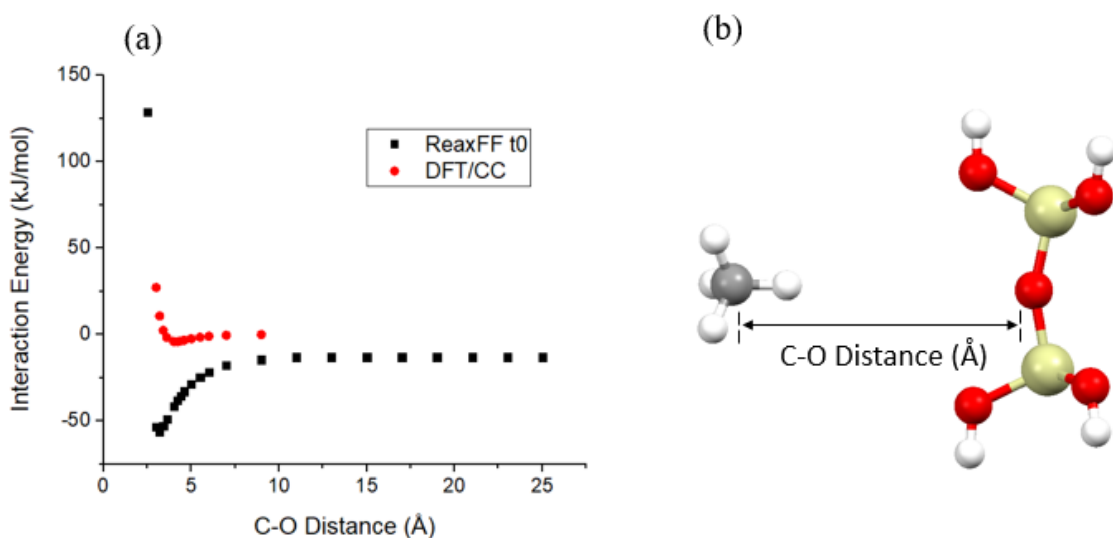 (a)
150
100
50
0
-50
0
5
10
15
20
25
Interaction Energy (kJ/mol)
C-O Distance (Å)
ReaxFF t0
DFT/CC
(b)
C-O Distance (Å)